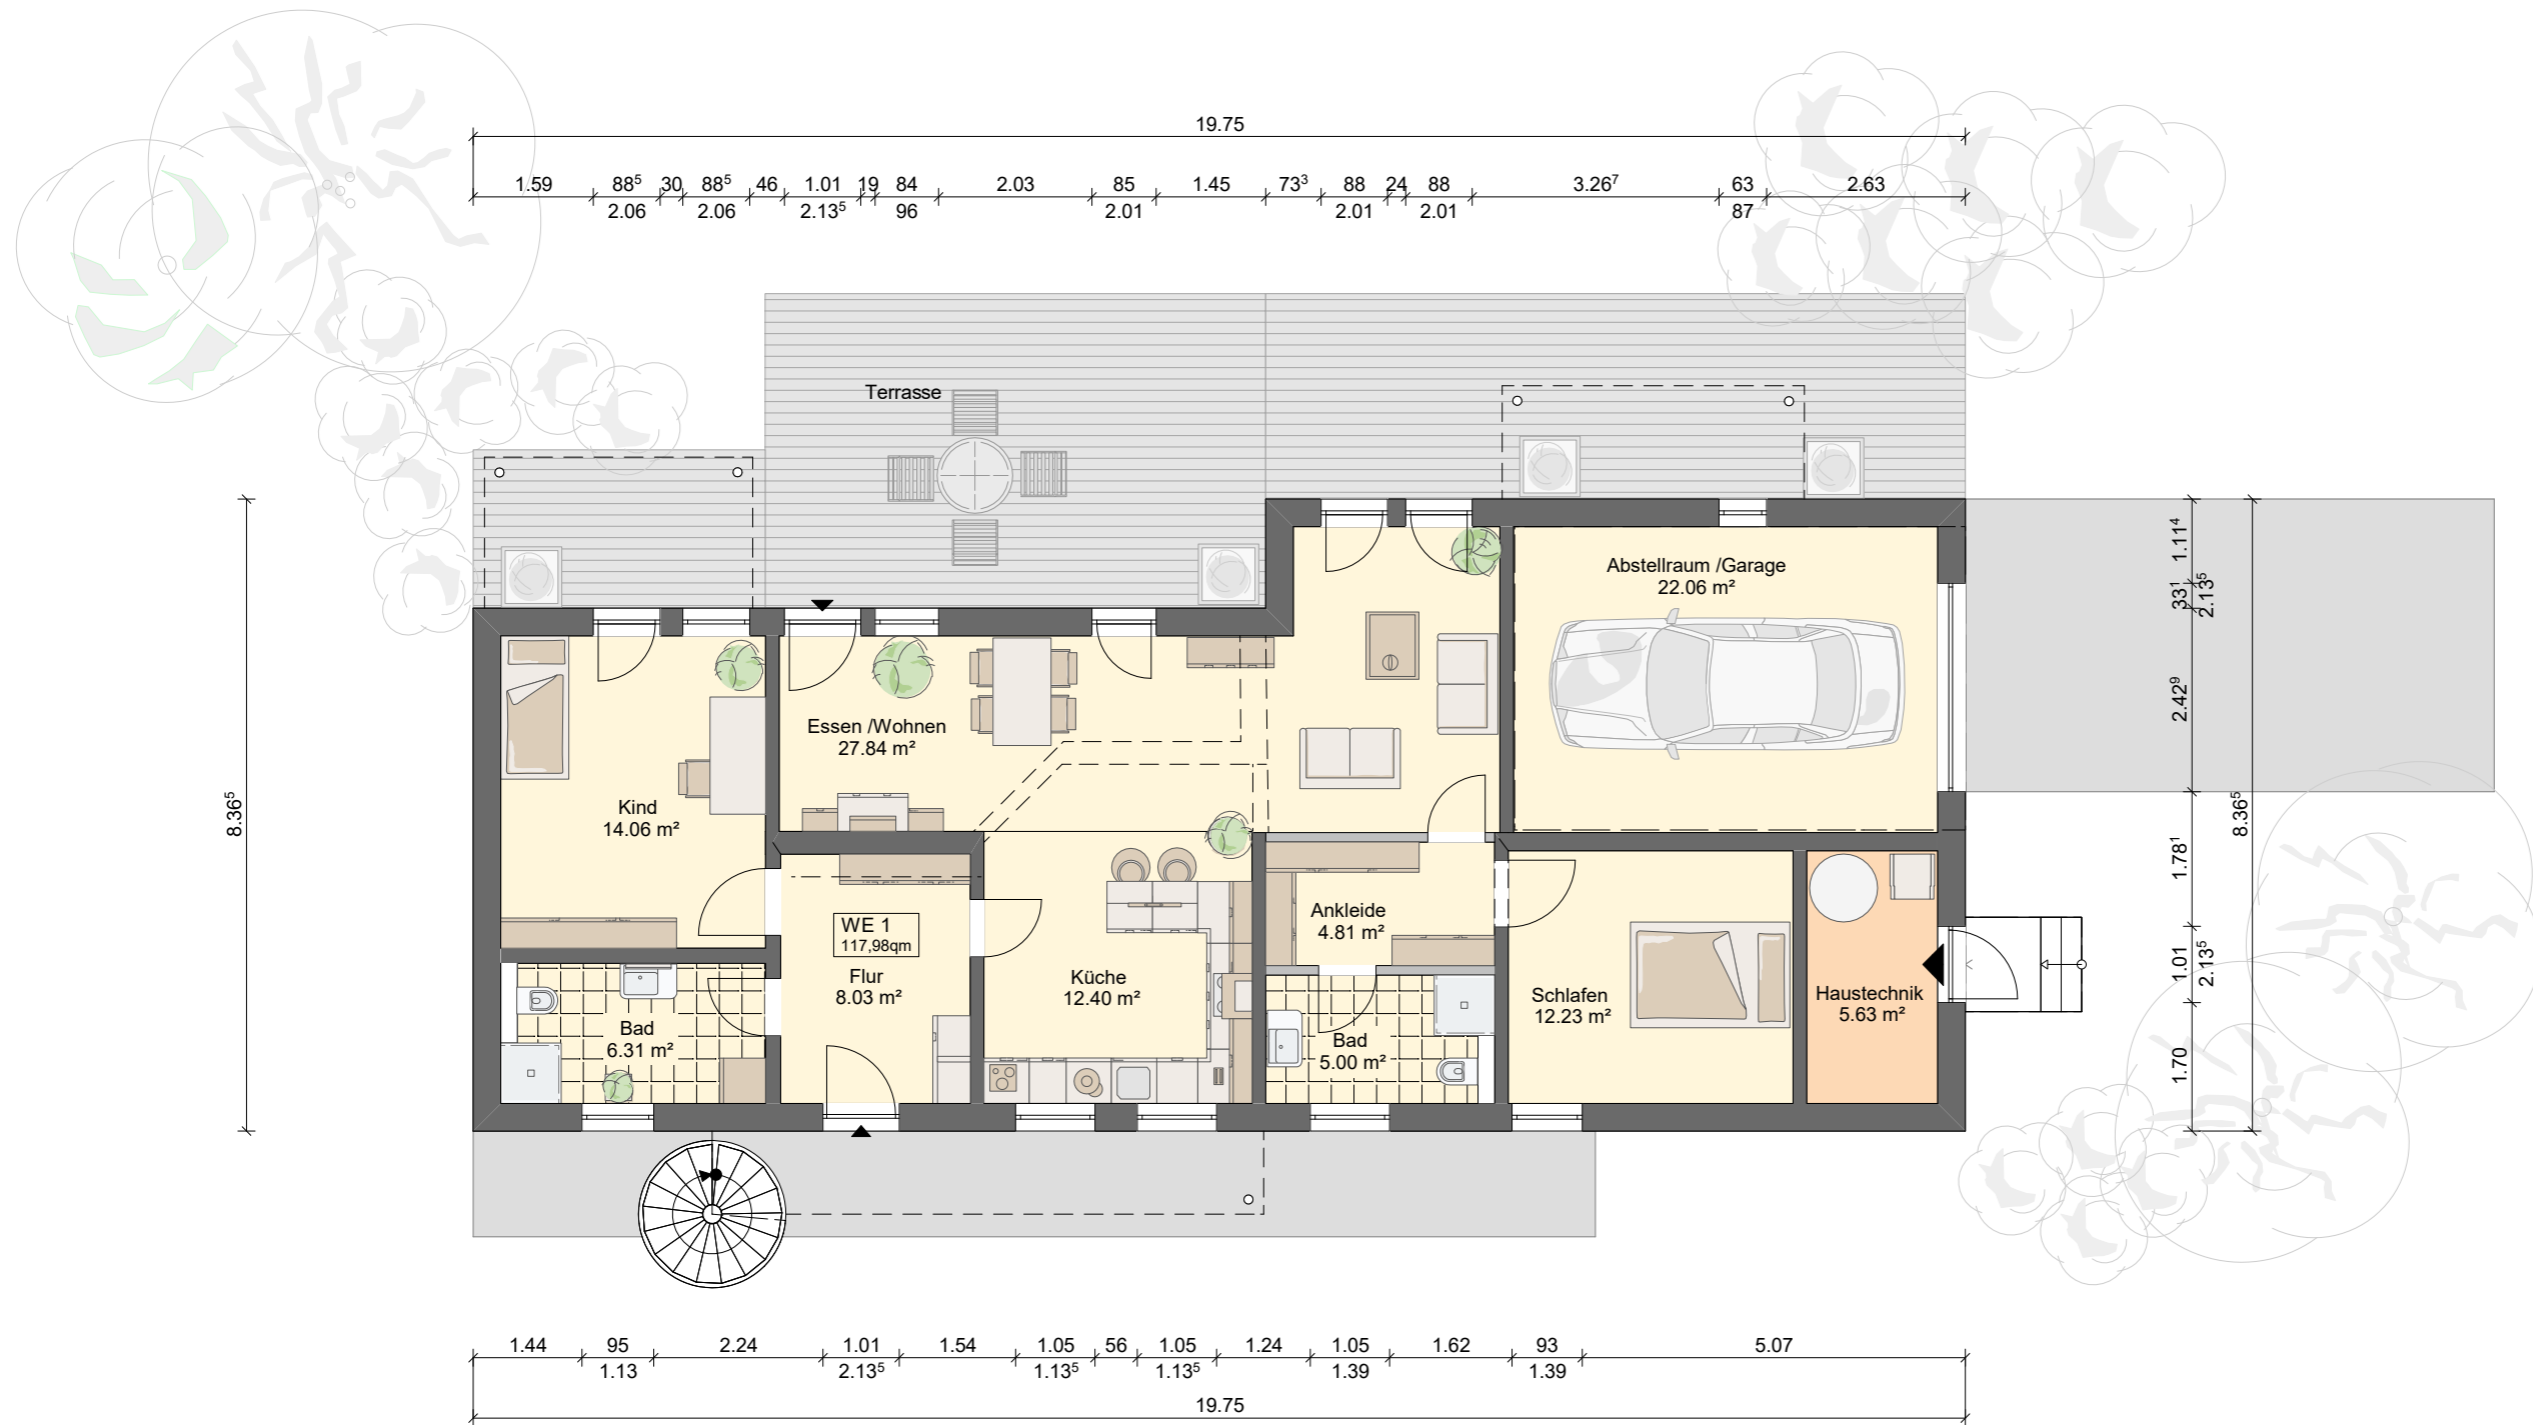 19.75
1.59 88⁵ 30 88⁵ 46 1.01 19 84 2.03 85 1.45 73³ 88 24 88 3.26⁷ 63 2.63
2.06 2.06 2.13⁵ 96 2.01 2.01 2.01 87
Terrasse
Abstellraum /Garage
22.06 m²
Essen /Wohnen
27.84 m²
Kind
14.06 m²
WE 1
117,98qm
Flur
8.03 m²
Küche
12.40 m²
Ankleide
4.81 m²
Bad
6.31 m²
Bad
5.00 m²
Schlafen
12.23 m²
Haustechnik
5.63 m²
8.36⁵
1.11⁴
33¹
2.13⁵
2.42⁹
1.78¹
1.01
2.13⁵
1.70
8.36⁵
1.44 95 2.24 1.01 1.54 1.05 56 1.05 1.24 1.05 1.62 93 5.07
1.13 2.13⁵ 1.13⁵ 1.13⁵ 1.39 1.39
19.75